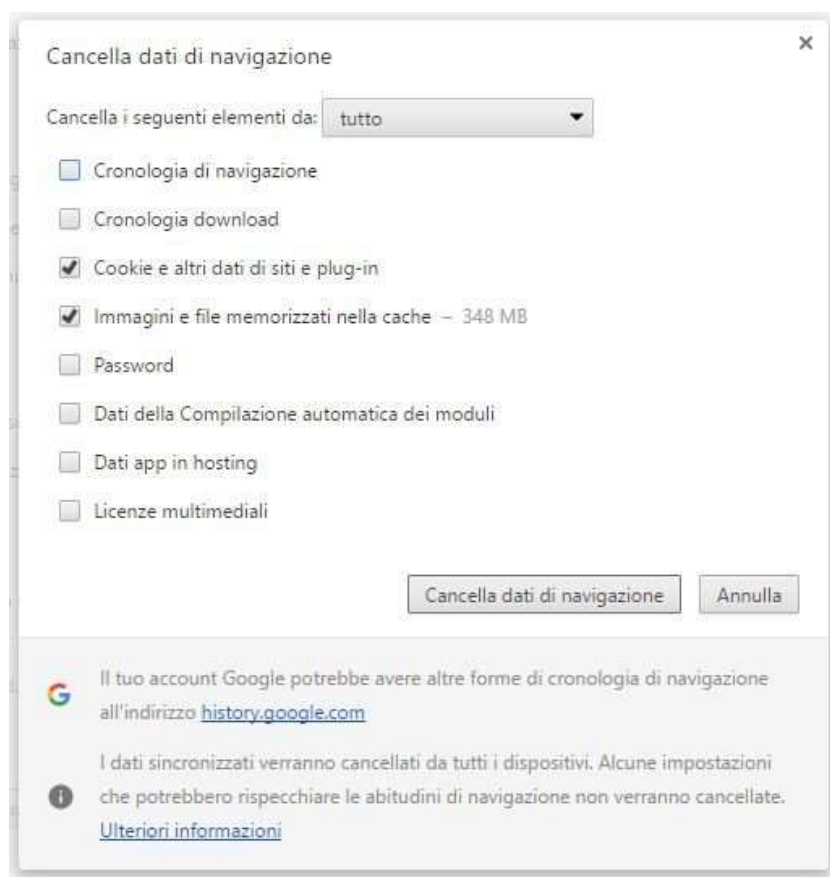 Cancella dati di navigazione
×
Cancella i seguenti elementi da: tutto
Cronologia di navigazione
Cronologia download
Cookie e altri dati di siti e plug-in
Immagini e file memorizzati nella cache – 348 MB
Password
Dati della Compilazione automatica dei moduli
Dati app in hosting
Licenze multimediali
Cancella dati di navigazione Annulla
Il tuo account Google potrebbe avere altre forme di cronologia di navigazione
all'indirizzo history.google.com
I dati sincronizzati verranno cancellati da tutti i dispositivi. Alcune impostazioni
che potrebbero rispecchiare le abitudini di navigazione non verranno cancellate.
Ulteriori informazioni